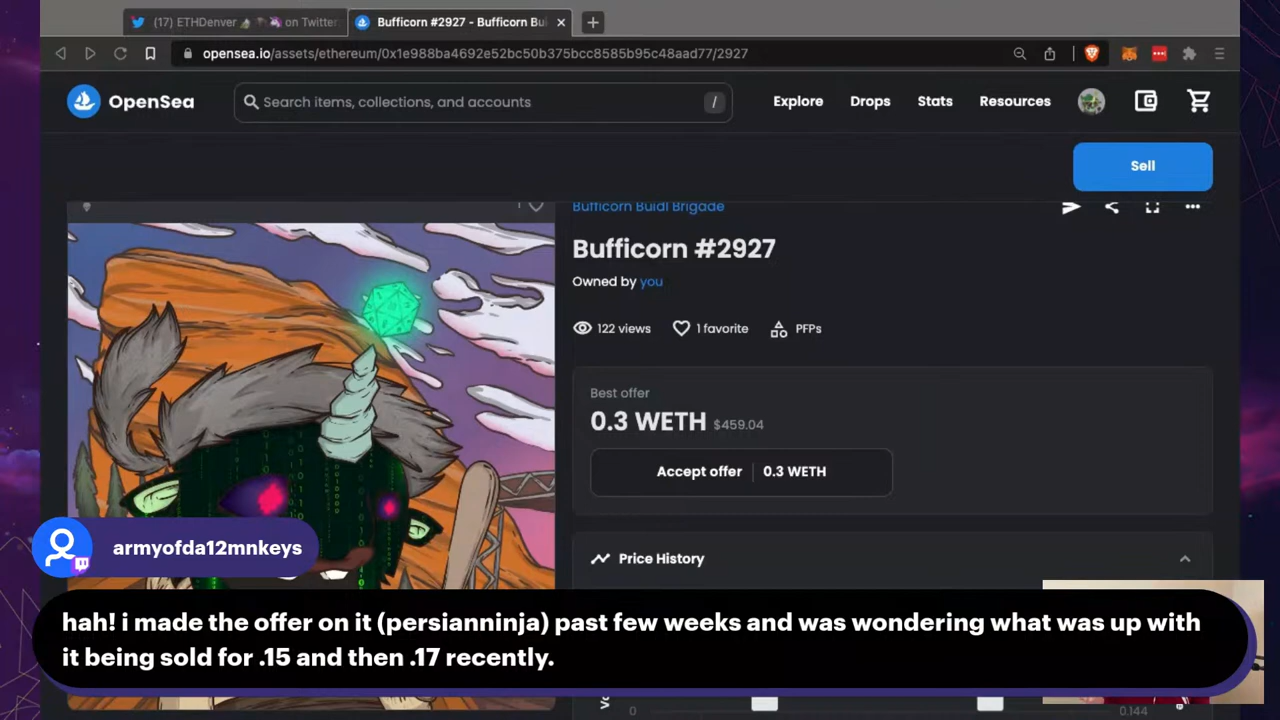 (17) ETHDenver on Twitter
Bufficorn #2927 - Bufficorn Bui
opensea.io/assets/ethereum/0x1e988ba4692e52bc50b375bcc8585b95c48aad77/2927
OpenSea
Search items, collections, and accounts
/
Explore
Drops
Stats
Resources
Sell
1
Bufficorn Buidl Brigade
Bufficorn #2927
Owned by you
122 views
1 favorite
PFPs
Best offer
0.3 WETH $459.04
Accept offer 0.3 WETH
Price History
armyofda12mnkeys
hah! i made the offer on it (persianninja) past few weeks and was wondering what was up with
it being sold for .15 and then .17 recently.
0
0.144